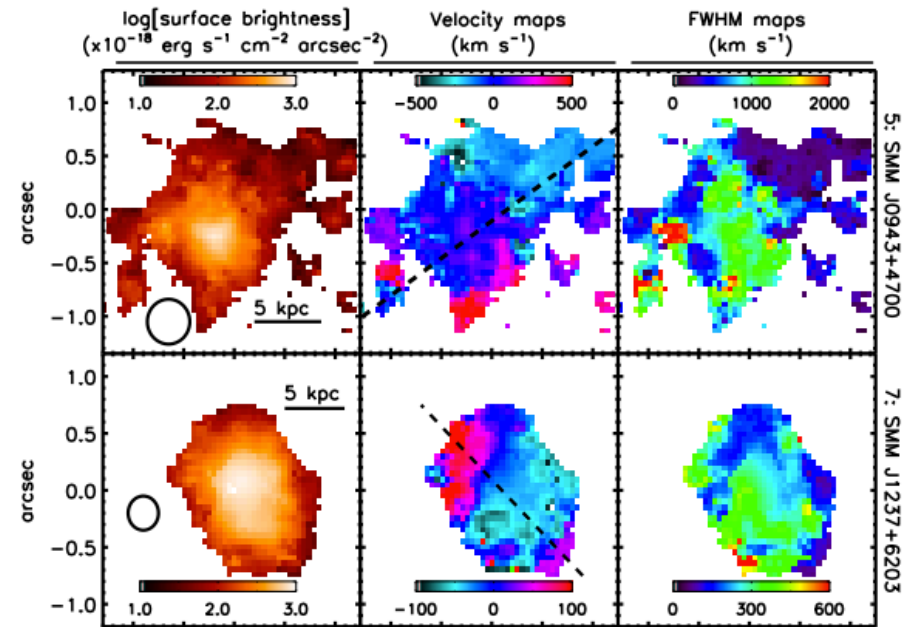 log[surface brightness]
(x10⁻¹⁸ erg s⁻¹ cm⁻² arcsec⁻²)
Velocity maps
(km s⁻¹)
FWHM maps
(km s⁻¹)
1.0 2.0 3.0
-500 0 500
0 1000 2000
1.0
0.5
0.0
-0.5
-1.0
arcsec
5 kpc
5: SMM J0943+4700
5 kpc
1.0
0.5
0.0
-0.5
-1.0
arcsec
7: SMM J1237+6203
1.0 2.0 3.0
-100 0 100
0 300 600